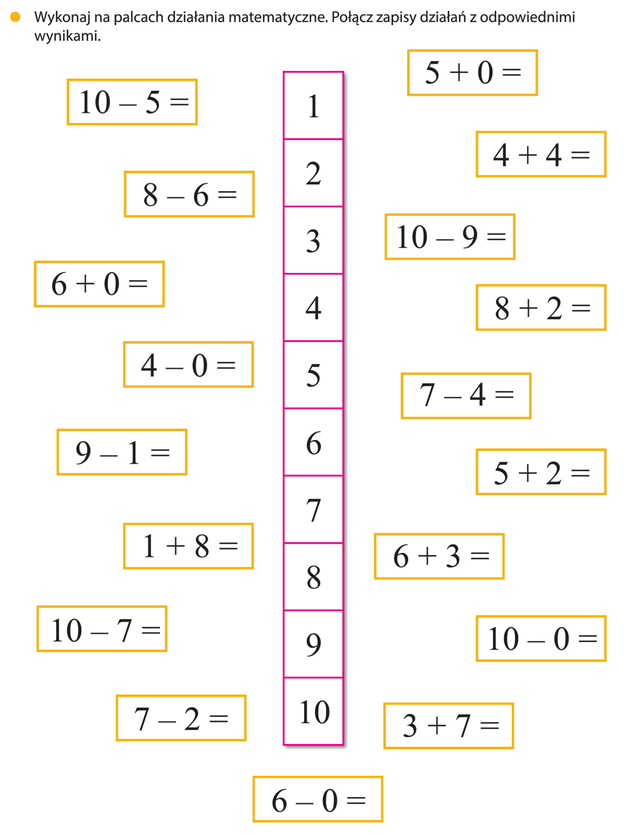 Wykonaj na palcach działania matematyczne. Połącz zapisy działań z odpowiednimi
wynikami.
10 – 5 =
8 – 6 =
6 + 0 =
4 – 0 =
9 – 1 =
1 + 8 =
10 – 7 =
7 – 2 =
1
2
3
4
5
6
7
8
9
10
5 + 0 =
4 + 4 =
10 – 9 =
8 + 2 =
7 – 4 =
5 + 2 =
6 + 3 =
10 – 0 =
3 + 7 =
6 – 0 =